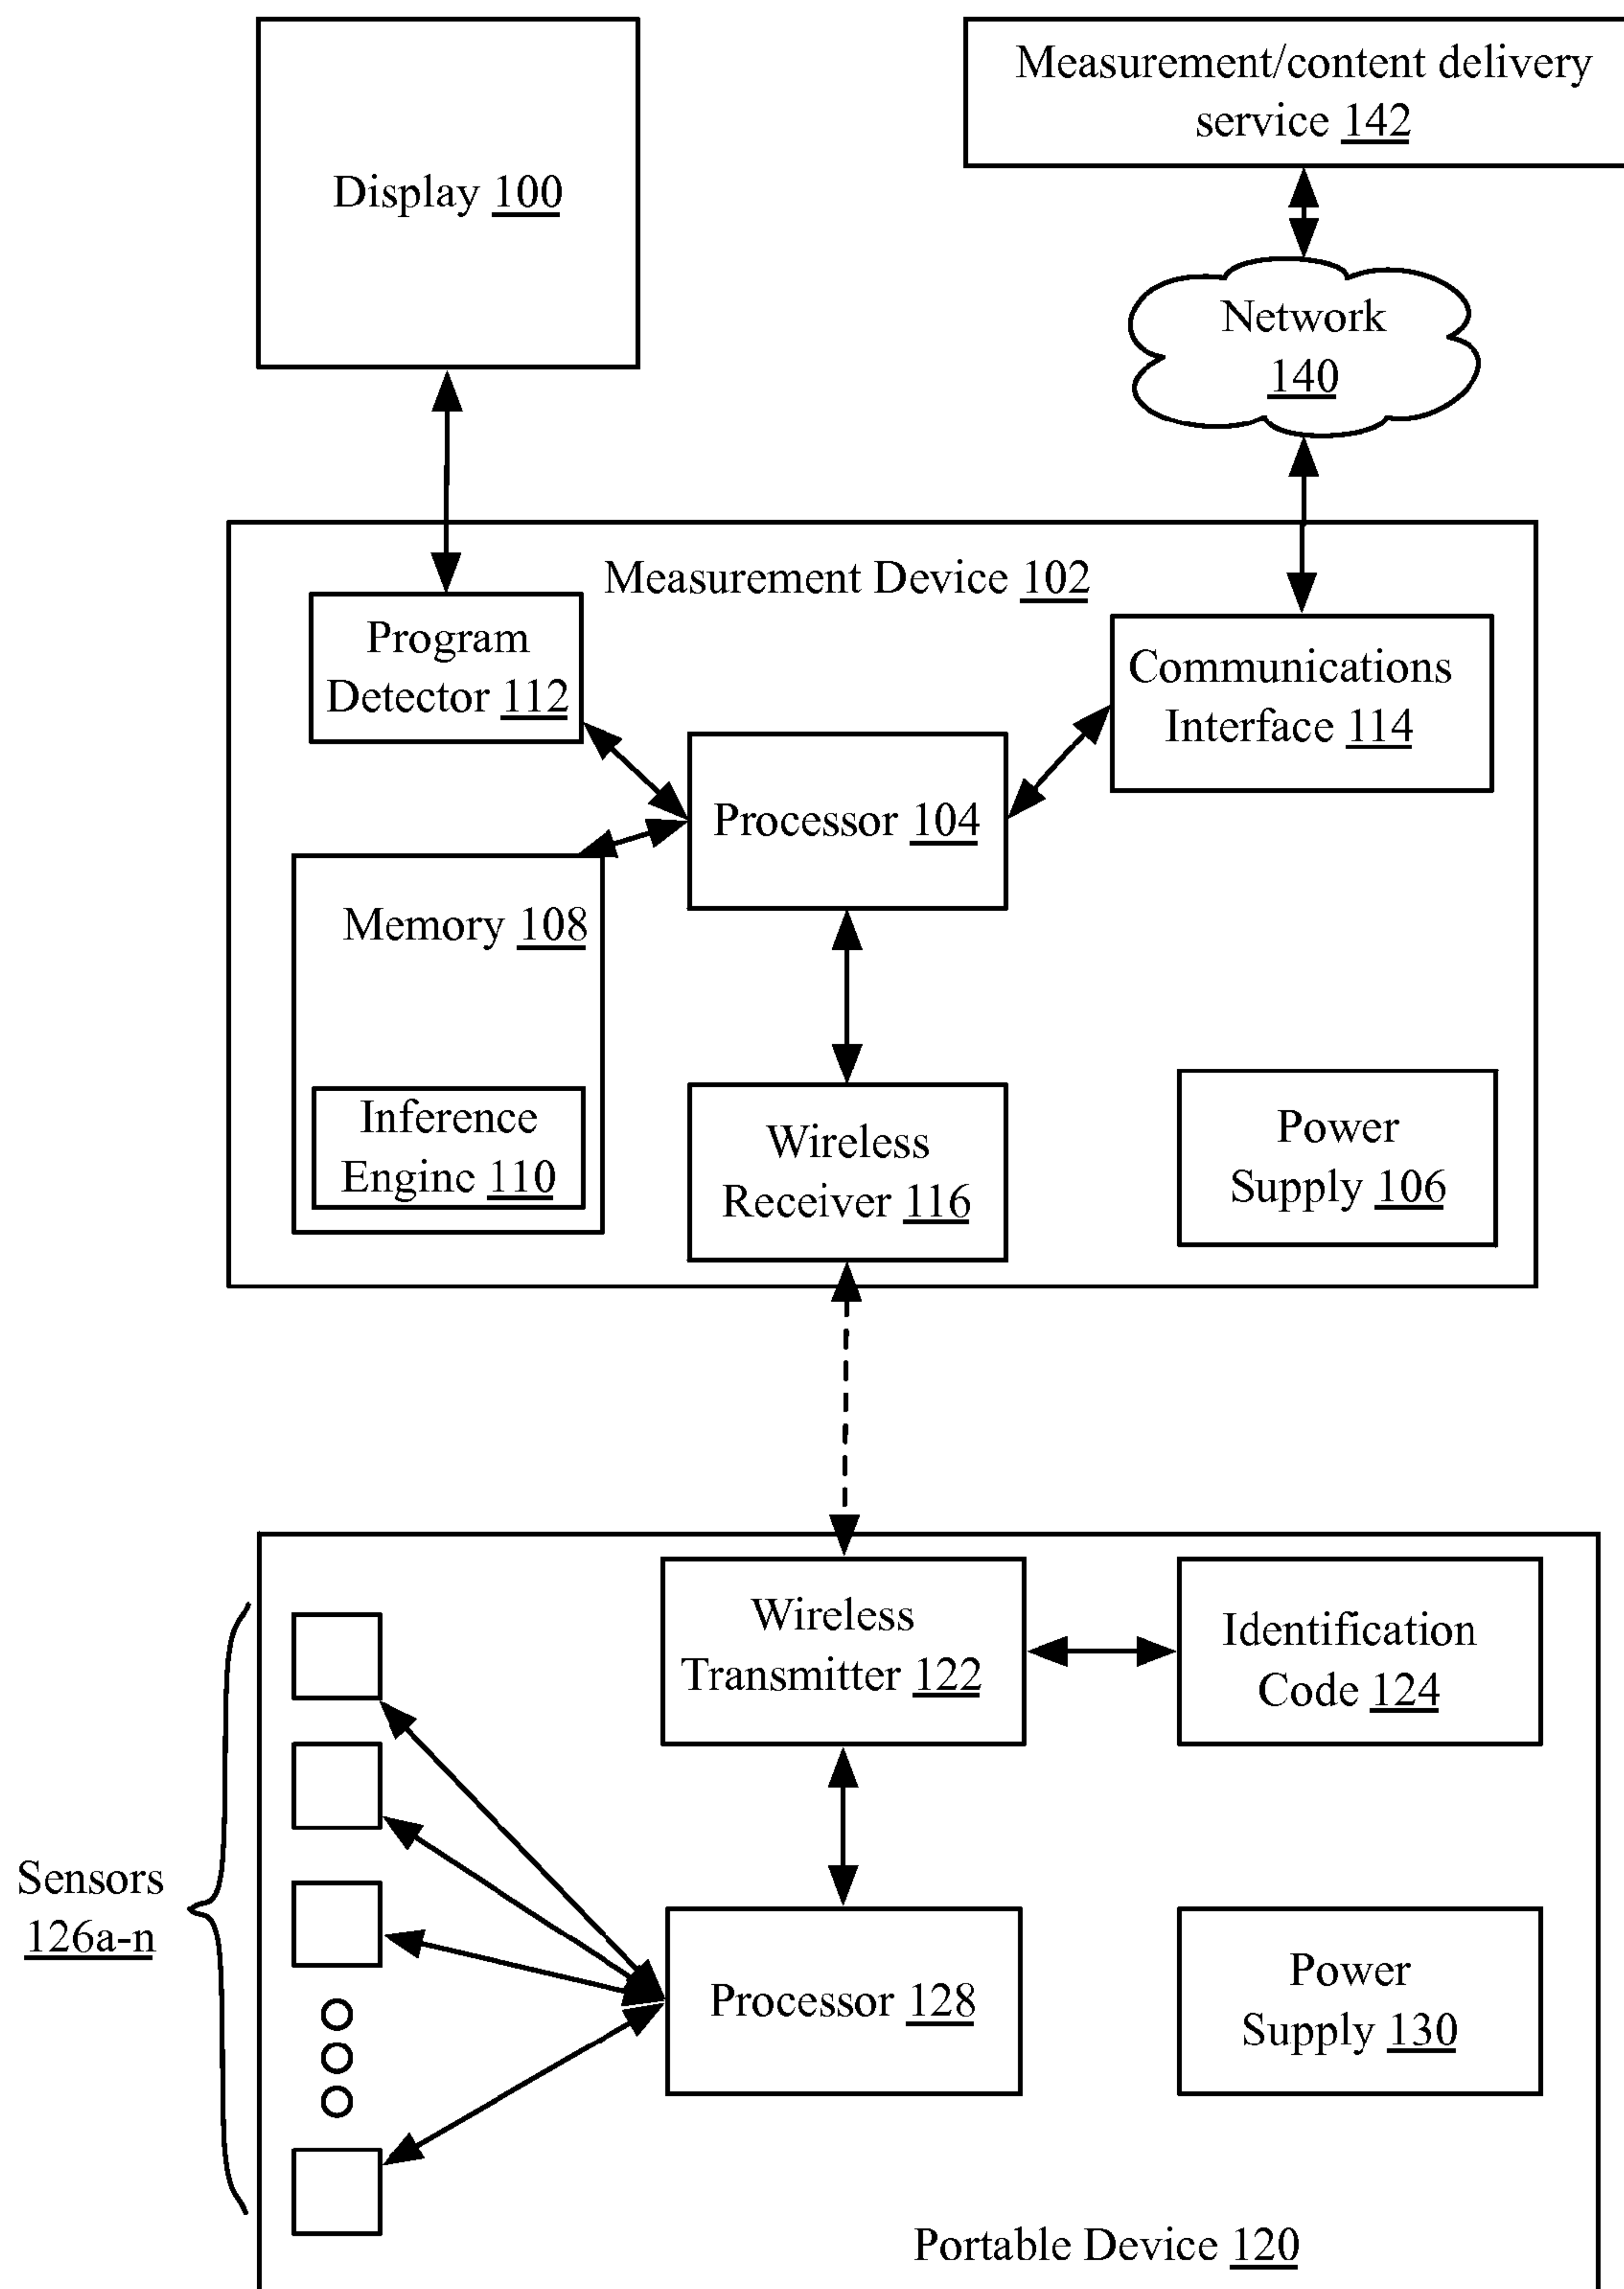 Display 100
Measurement/content delivery
service 142
Network
140
Measurement Device 102
Program
Detector 112
Communications
Interface 114
Processor 104
Memory 108
Inference
Engine 110
Wireless
Receiver 116
Power
Supply 106
Wireless
Transmitter 122
Identification
Code 124
Sensors
126a-n
Processor 128
Power
Supply 130
Portable Device 120